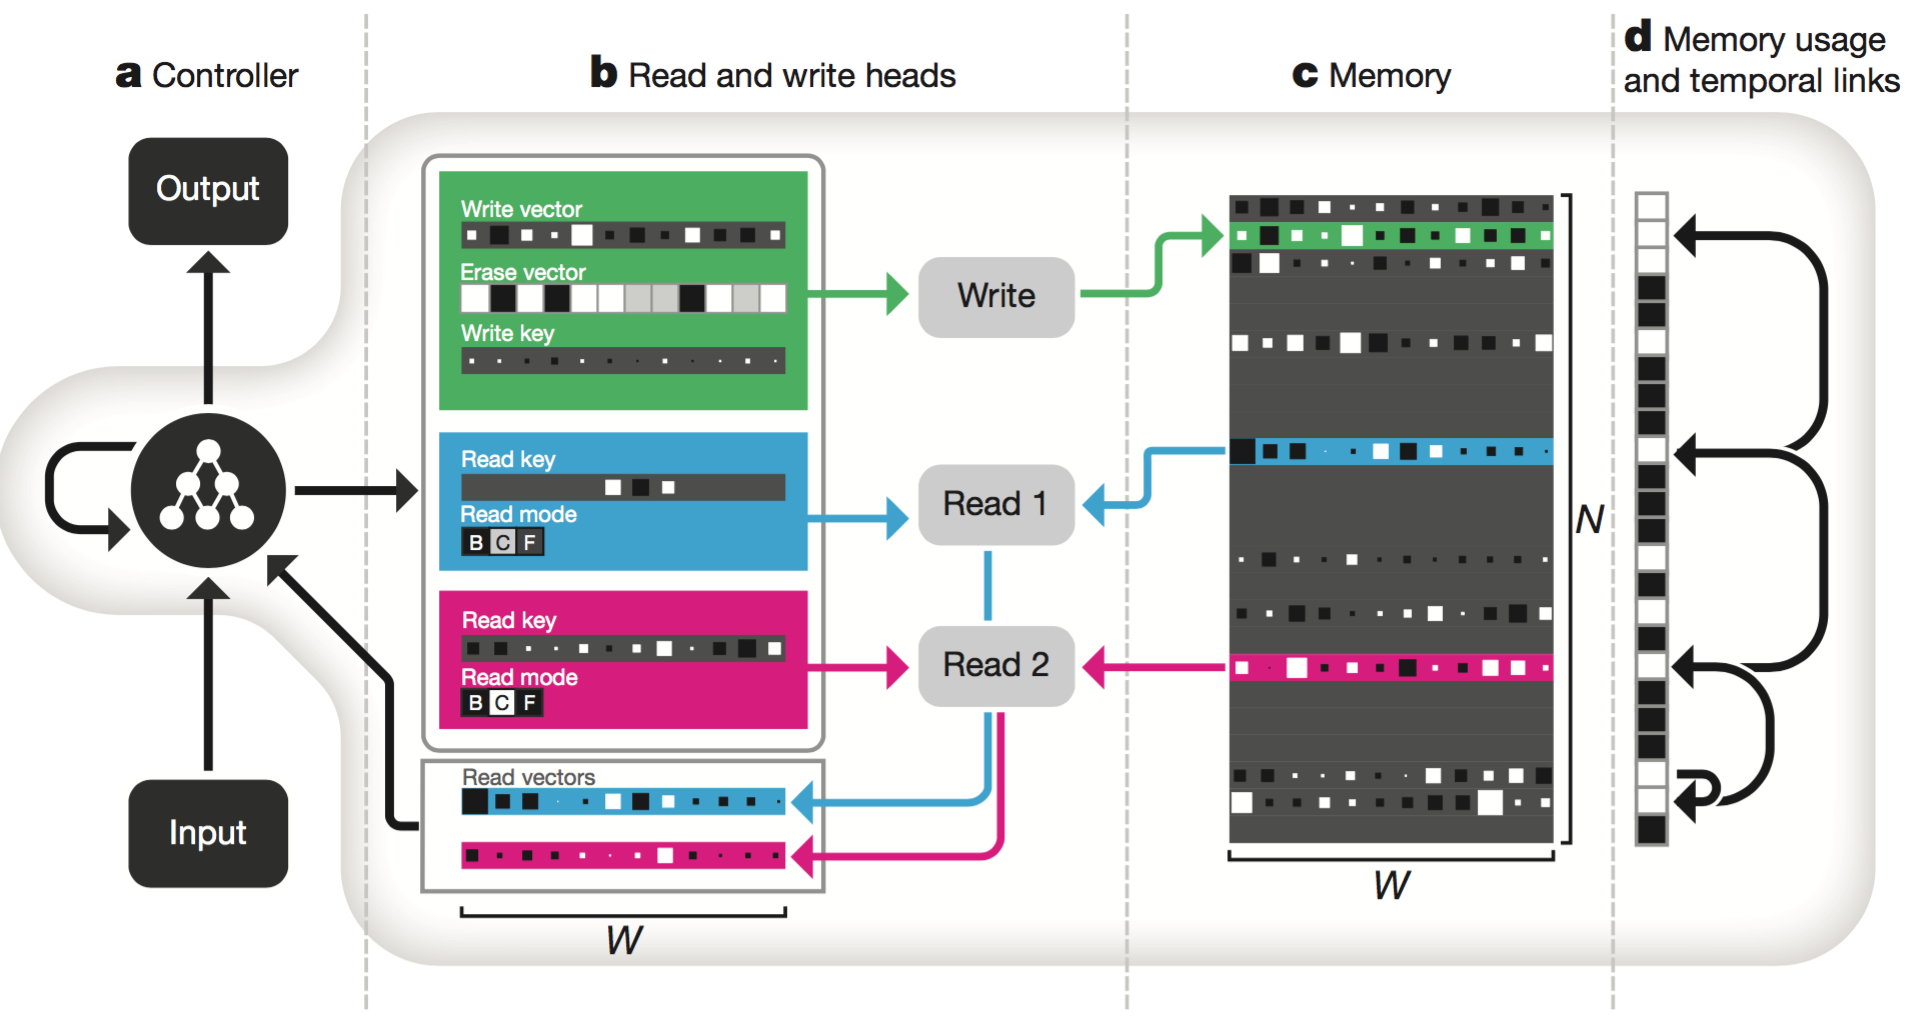 a Controller
b Read and write heads
c Memory
d Memory usage
and temporal links
Output
Input
Write vector
Erase vector
Write key
Read key
Read mode
B C F
Read key
Read mode
B C F
Read vectors
W
Write
Read 1
Read 2
N
W